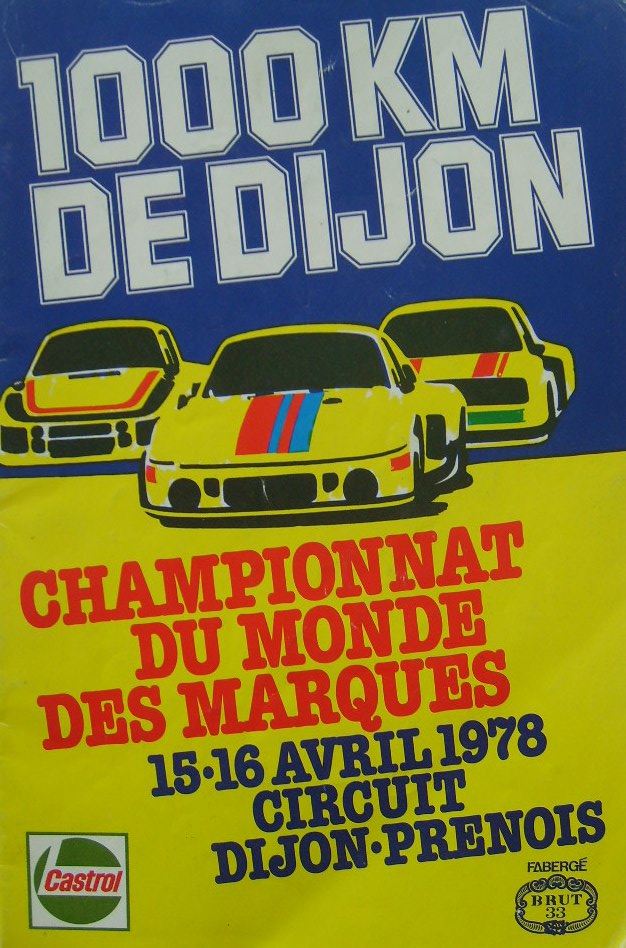 1000 KM
DE DIJON
CHAMPIONNAT
DU MONDE
DES MARQUES
15·16 AVRIL 1978
CIRCUIT
DIJON·PRENOIS
Castrol
FABERGÉ
BRUT
33